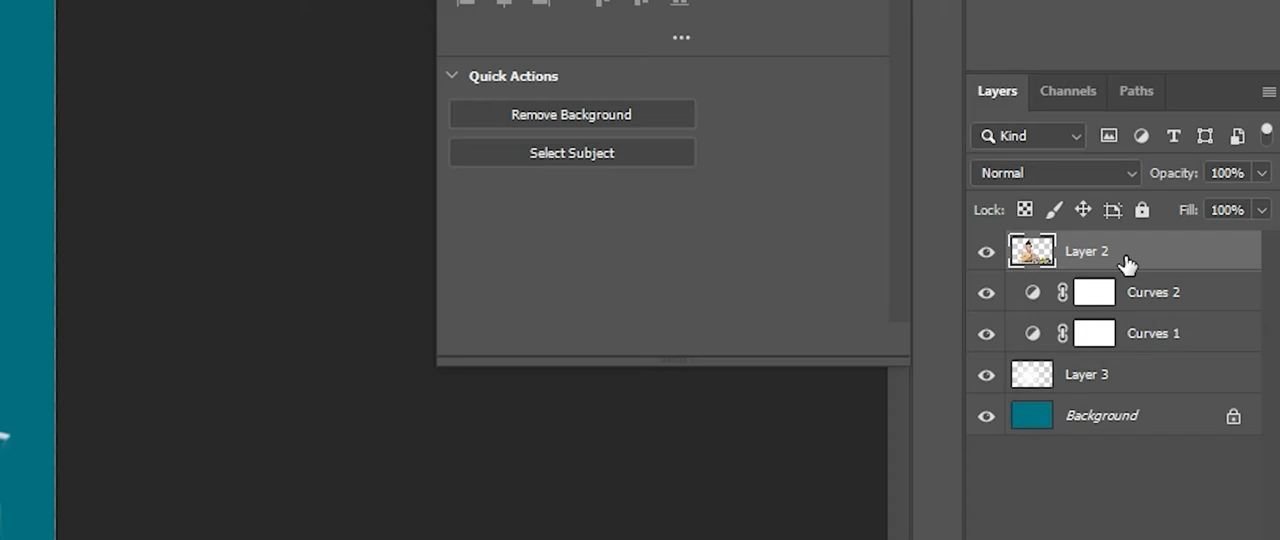 Quick Actions
Remove Background
Select Subject
Layers Channels Paths
Kind
Normal Opacity: 100%
Lock: Fill: 100%
Layer 2
Curves 2
Curves 1
Layer 3
Background